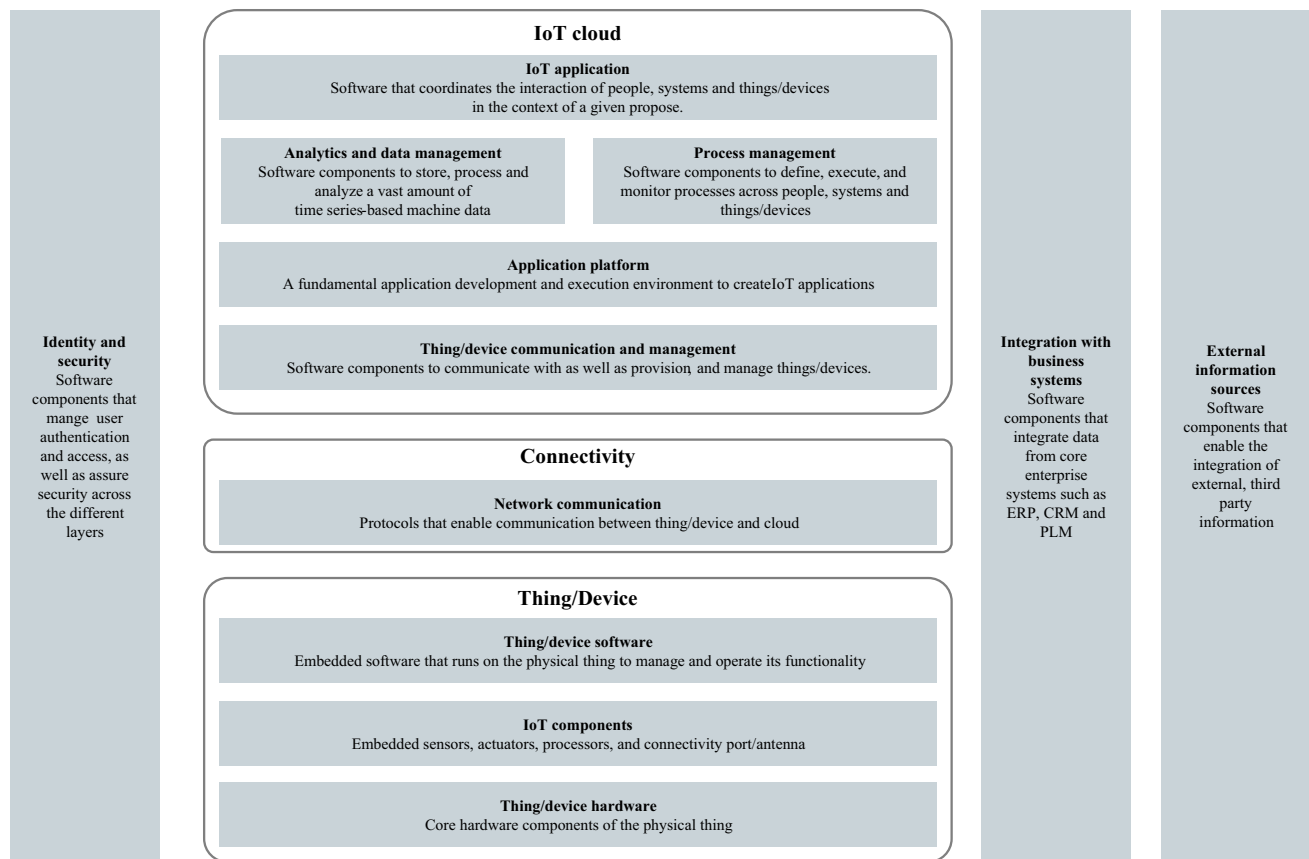 Identity and
security
Software
components that
mange user
authentication
and access, as
well as assure
security across
the different
layers
IoT cloud
IoT application
Software that coordinates the interaction of people, systems and things/devices
in the context of a given propose.
Analytics and data management
Software components to store, process and
analyze a vast amount of
time series-based machine data
Process management
Software components to define, execute, and
monitor processes across people, systems and
things/devices
Application platform
A fundamental application development and execution environment to createIoT applications
Thing/device communication and management
Software components to communicate with as well as provision, and manage things/devices.
Connectivity
Network communication
Protocols that enable communication between thing/device and cloud
Thing/Device
Thing/device software
Embedded software that runs on the physical thing to manage and operate its functionality
IoT components
Embedded sensors, actuators, processors, and connectivity port/antenna
Thing/device hardware
Core hardware components of the physical thing
Integration with
business
systems
Software
components that
integrate data
from core
enterprise
systems such as
ERP, CRM and
PLM
External
information
sources
Software
components that
enable the
integration of
external, third
party
information